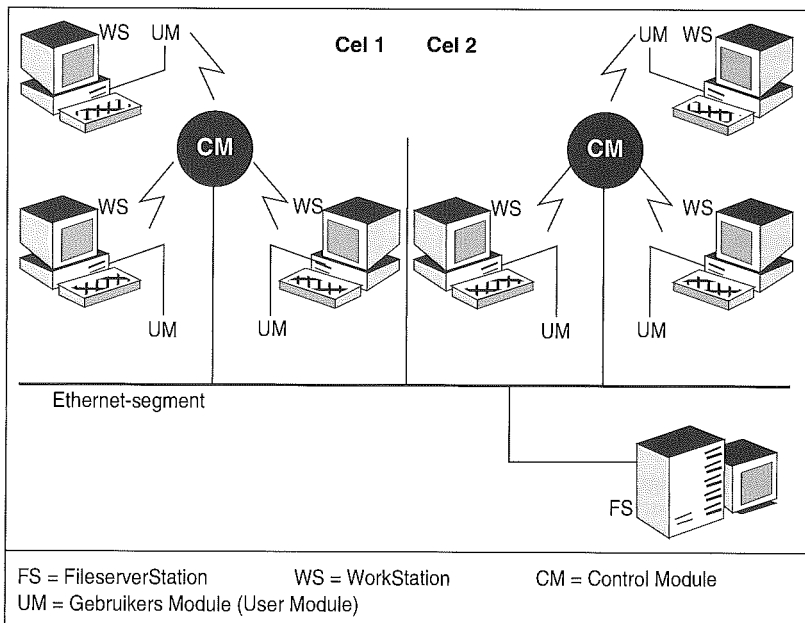 WS UM
Cel 1 Cel 2
UM WS
CM
CM
WS
WS
WS
WS
UM
UM
UM
UM
Ethernet-segment
FS
FS = FileserverStation WS = WorkStation CM = Control Module
UM = Gebruikers Module (User Module)